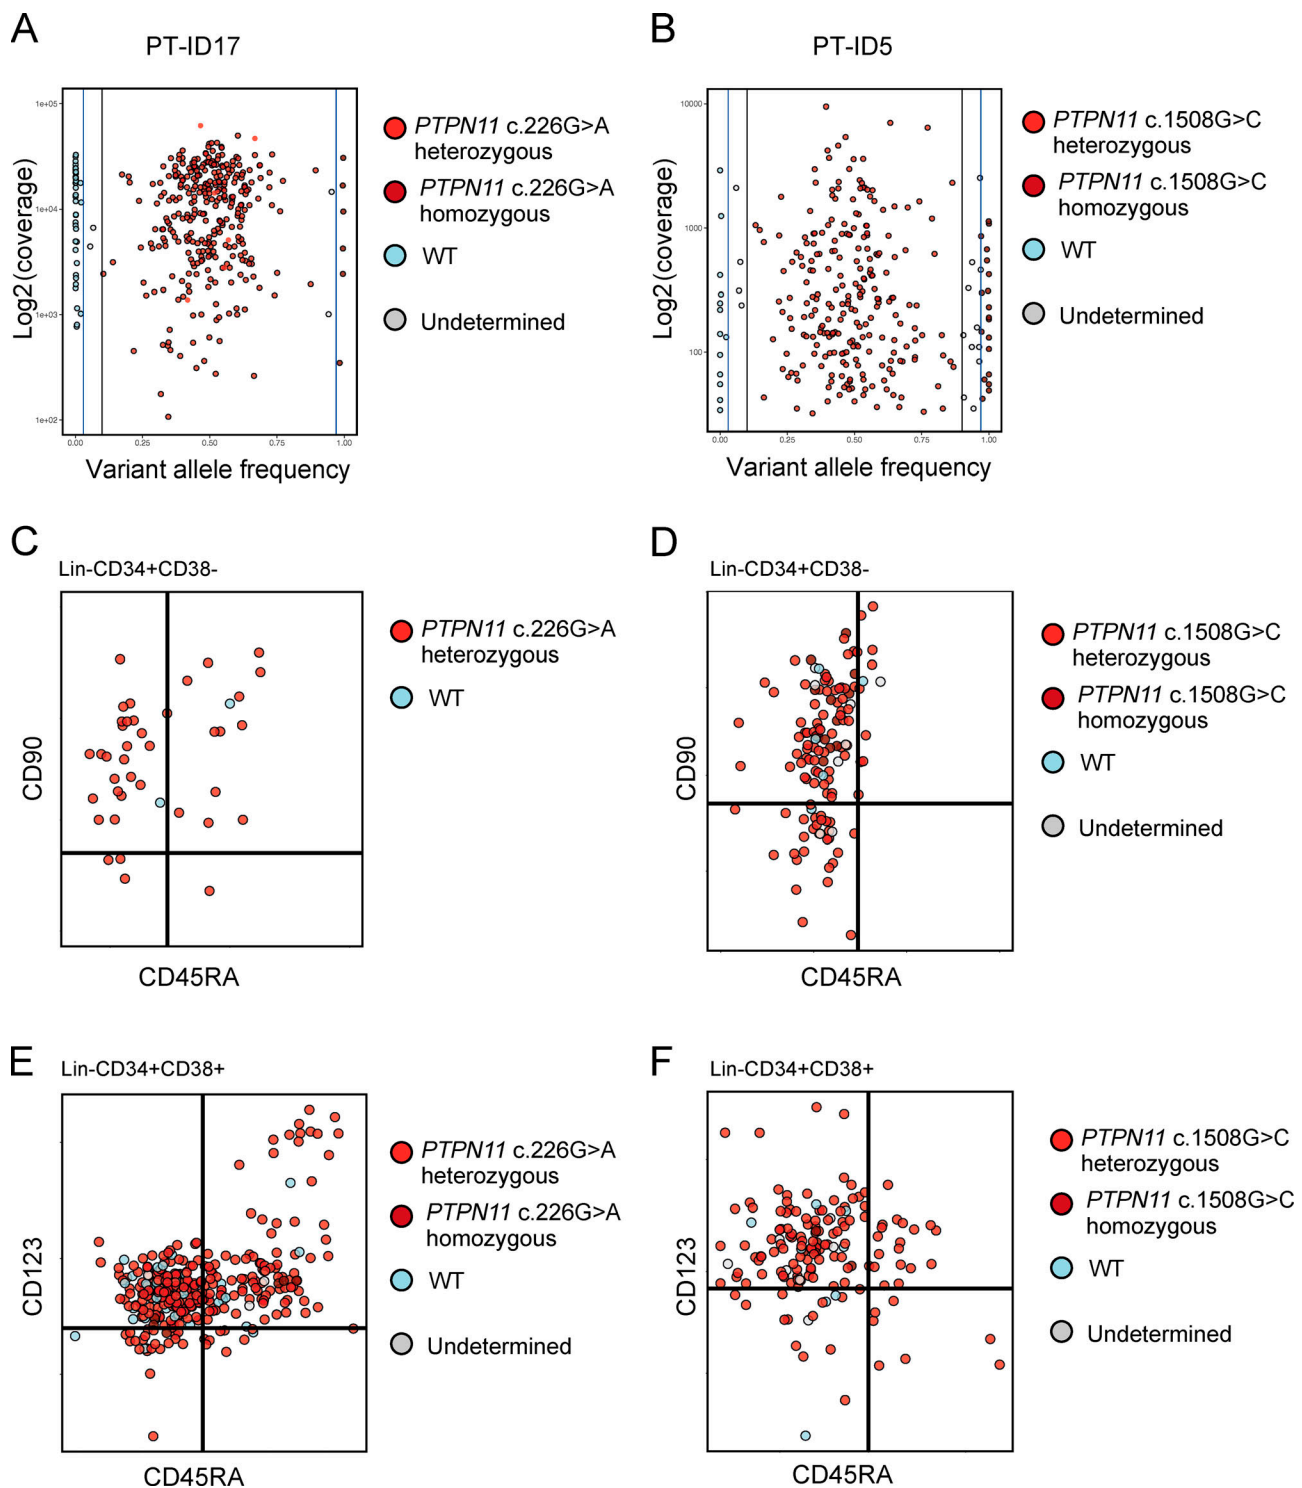 A
PT-ID17
1e+05
1e+04
1e+03
1e+02
Log2(coverage)
0.00
0.25
0.50
0.75
1.00
Variant allele frequency
PTPN11 c.226G>A
heterozygous
PTPN11 c.226G>A
homozygous
WT
Undetermined
B
PT-ID5
10000
1000
100
Log2(coverage)
0.00
0.25
0.50
0.75
1.00
Variant allele frequency
PTPN11 c.1508G>C
heterozygous
PTPN11 c.1508G>C
homozygous
WT
Undetermined
C
Lin-CD34+CD38-
CD90
CD45RA
PTPN11 c.226G>A
heterozygous
WT
D
Lin-CD34+CD38-
CD90
CD45RA
PTPN11 c.1508G>C
heterozygous
PTPN11 c.1508G>C
homozygous
WT
Undetermined
E
Lin-CD34+CD38+
CD123
CD45RA
PTPN11 c.226G>A
heterozygous
PTPN11 c.226G>A
homozygous
WT
Undetermined
F
Lin-CD34+CD38+
CD123
CD45RA
PTPN11 c.1508G>C
heterozygous
PTPN11 c.1508G>C
homozygous
WT
Undetermined